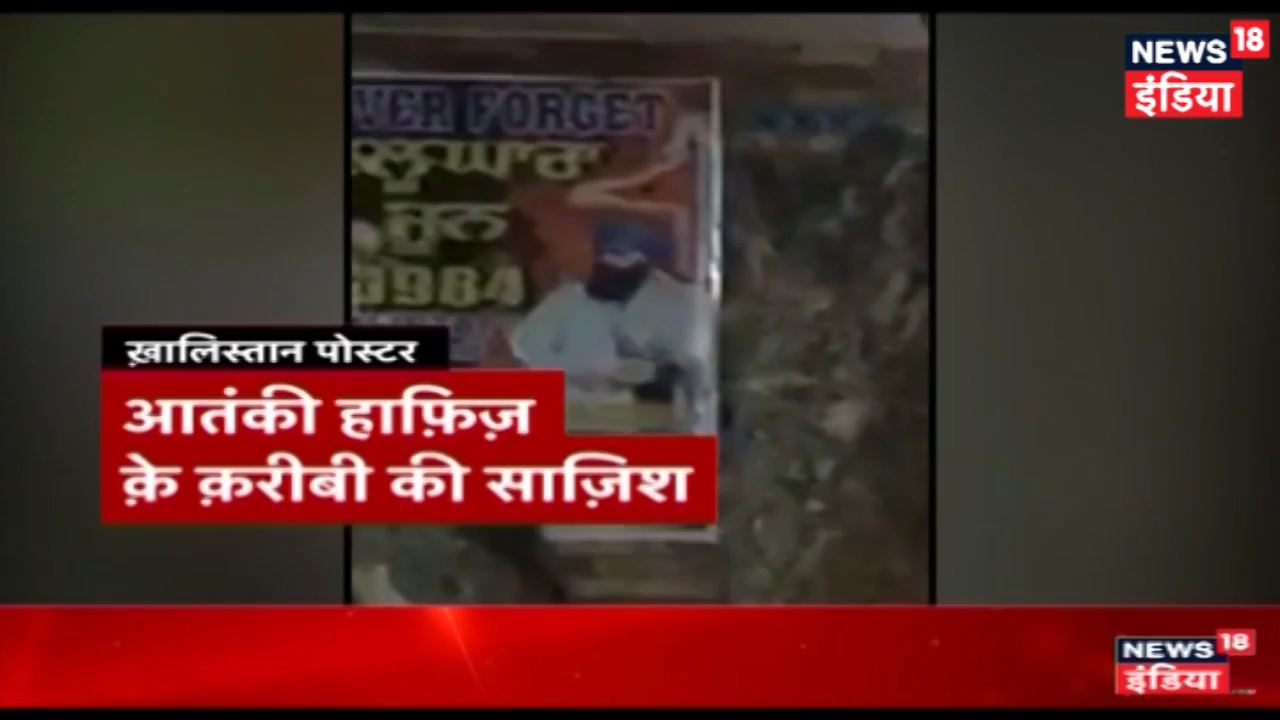 NEWS 18
इंडिया
VER FORGET
ਲੂਘਾਰਾ
ਜੂਨ
1984
ख़ालिस्तान पोस्टर
आतंकी हाफ़िज़
क़े क़रीबी की साज़िश
NEWS 18
इंडिया